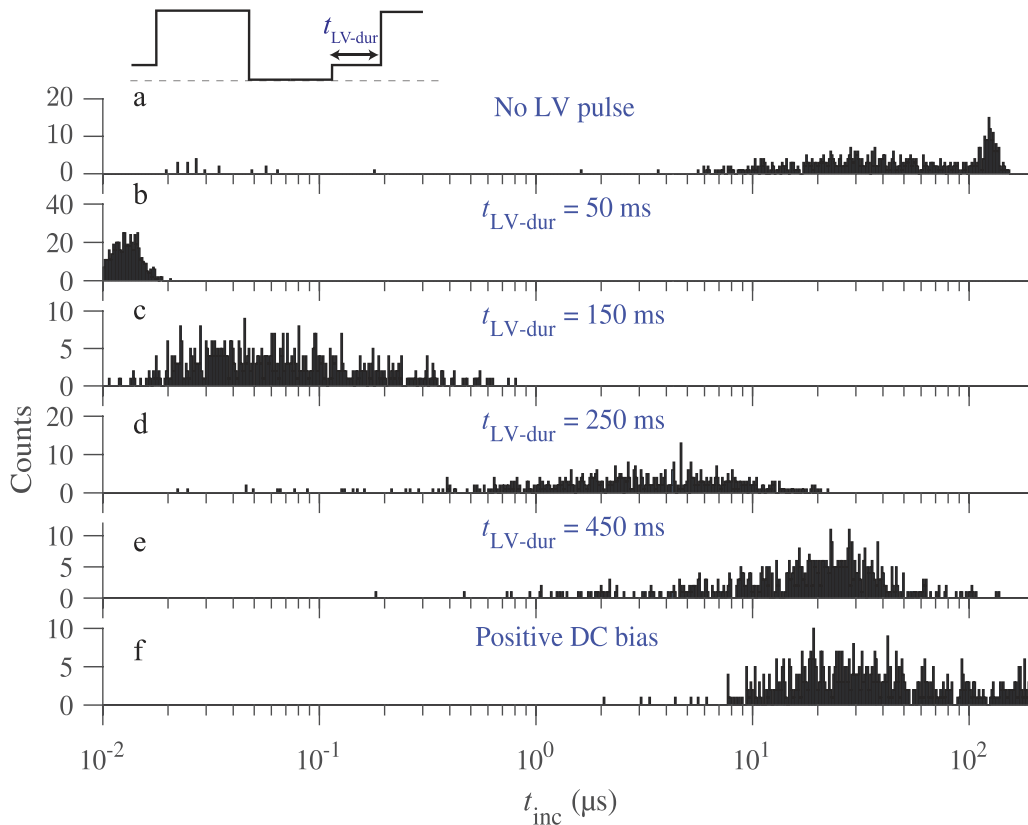 t_LV-dur
a No LV pulse
20
10
0
b t_LV-dur = 50 ms
40
20
0
c t_LV-dur = 150 ms
10
5
0
d t_LV-dur = 250 ms
20
10
0
e t_LV-dur = 450 ms
10
5
0
f Positive DC bias
10
5
0
Counts
10^-2 10^-1 10^0 10^1 10^2
t_inc (μs)